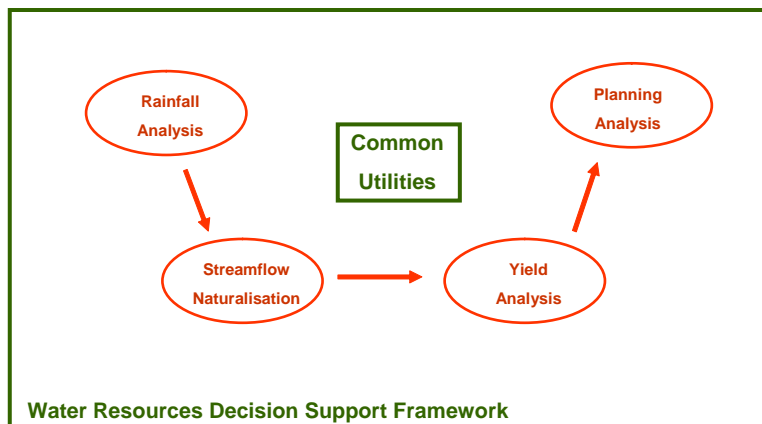 Rainfall
Analysis
Planning
Analysis
Common
Utilities
Streamflow
Naturalisation
Yield
Analysis
Water Resources Decision Support Framework